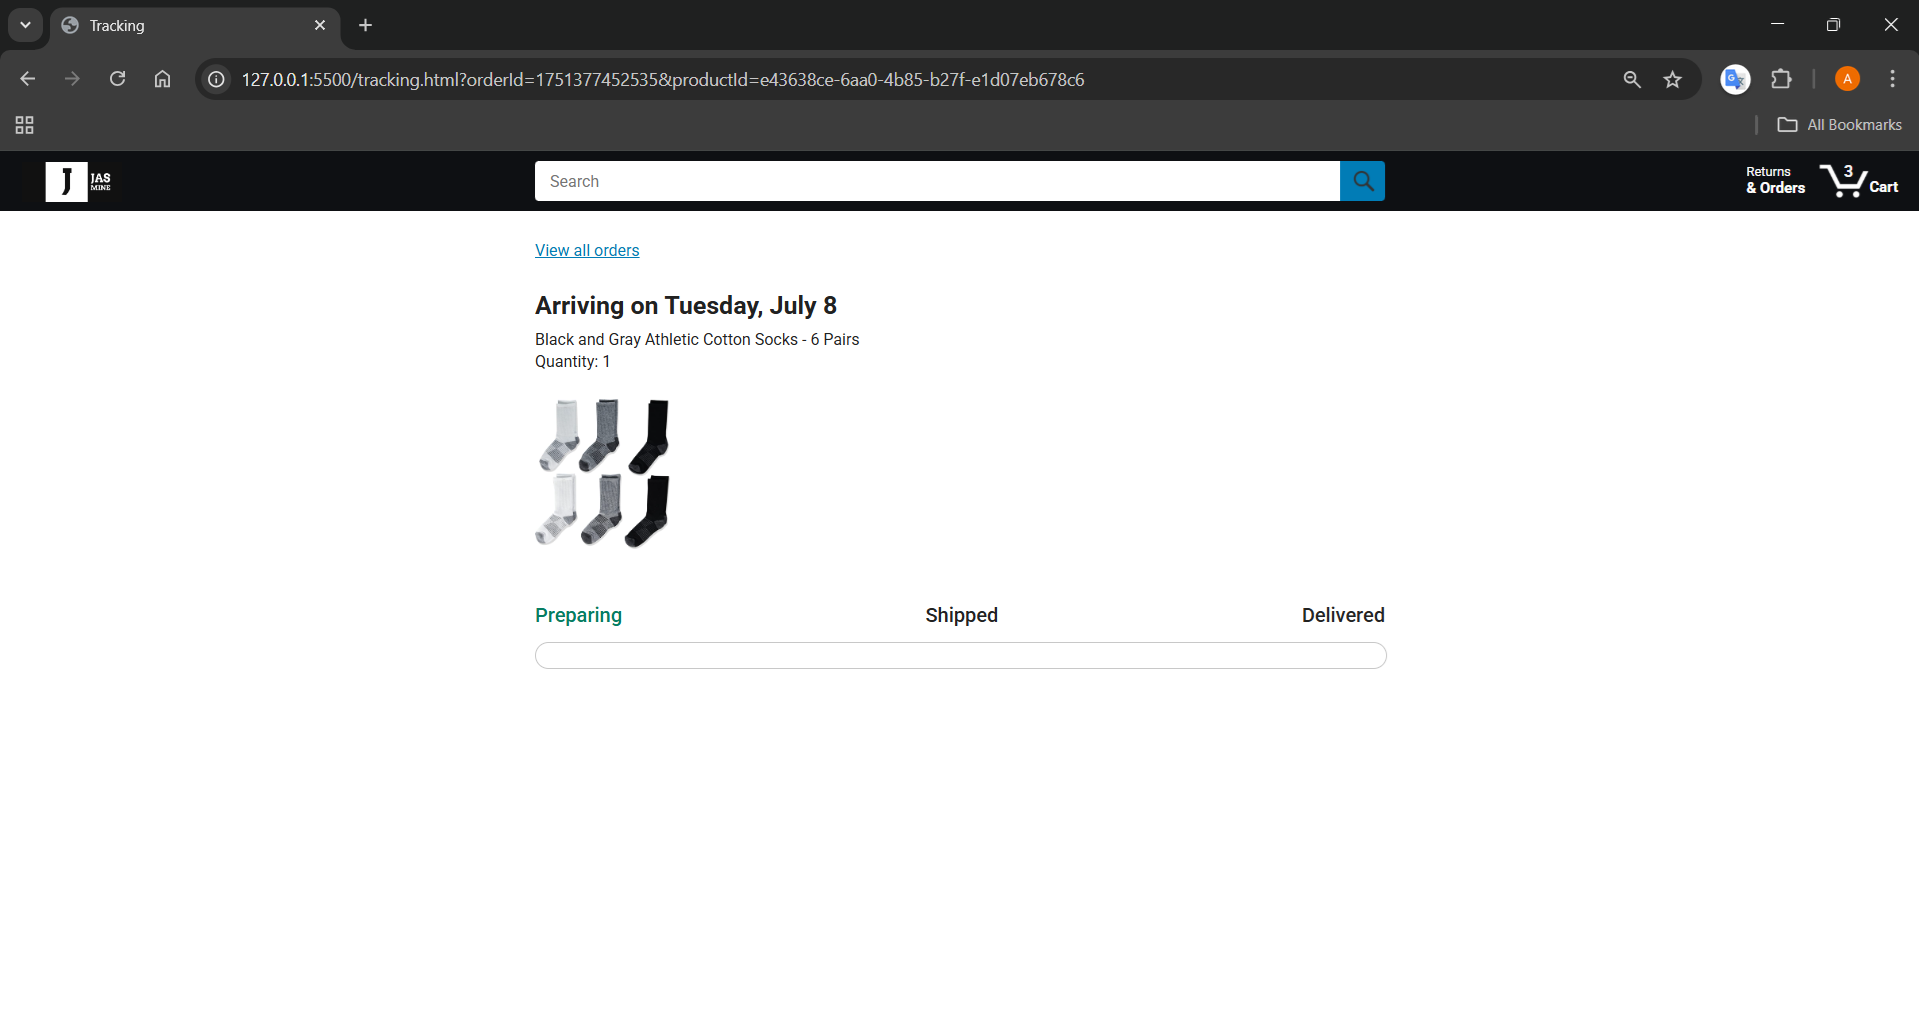 Tracking
127.0.0.1:5500/tracking.html?orderId=1751377452535&productId=e43638ce-6aa0-4b85-b27f-e1d07eb678c6
A
All Bookmarks
J JAS
MINE
Search
Returns
& Orders
3
Cart
View all orders
Arriving on Tuesday, July 8
Black and Gray Athletic Cotton Socks - 6 Pairs
Quantity: 1
Preparing Shipped Delivered